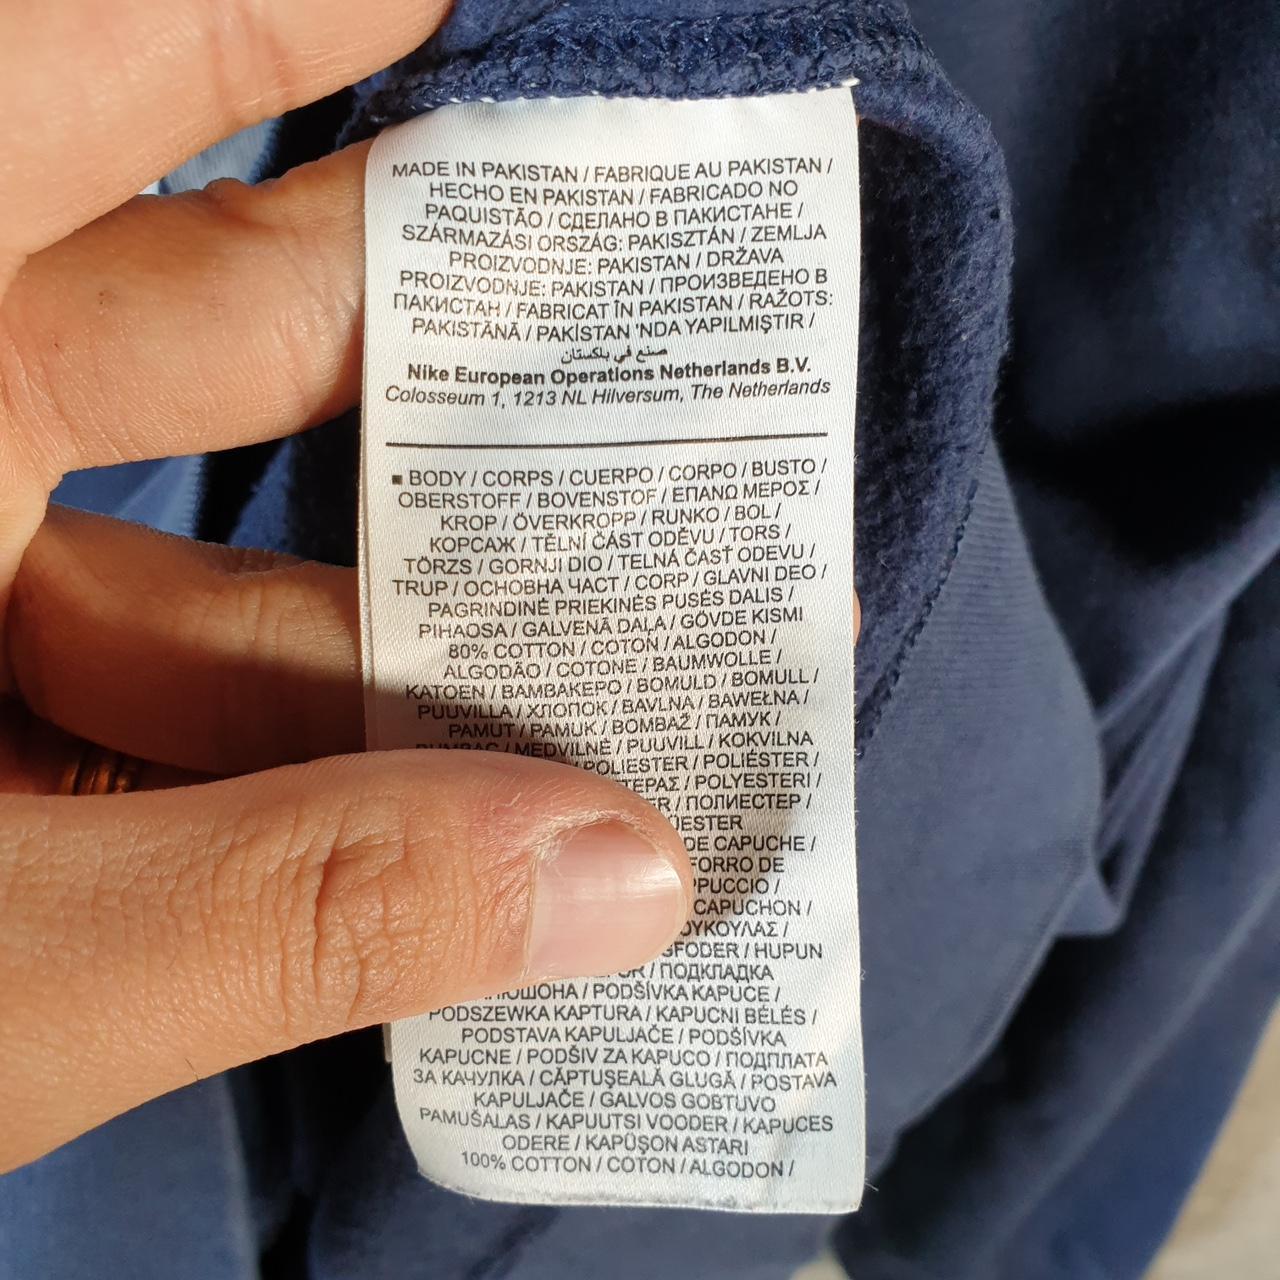 MADE IN PAKISTAN / FABRIQUE AU PAKISTAN /
HECHO EN PAKISTAN / FABRICADO NO
PAQUISTÃO / СДЕЛАНО В ПАКИСТАНЕ /
SZÁRMAZÁSI ORSZÁG: PAKISZTÁN / ZEMLJA
PROIZVODNJE: PAKISTAN / DRŽAVA
PROIZVODNJE: PAKISTAN / ПРОИЗВЕДЕНО В
ПАКИСТАН / FABRICAT ÎN PAKISTAN / RAŽOTS:
PAKISTĀNĀ / PAKİSTAN 'NDA YAPILMIŞTIR /
صنع في باكستان
Nike European Operations Netherlands B.V.
Colosseum 1, 1213 NL Hilversum, The Netherlands
■ BODY / CORPS / CUERPO / CORPO / BUSTO /
OBERSTOFF / BOVENSTOF / ΕΠΑΝΩ ΜΕΡΟΣ /
KROP / ÖVERKROPP / RUNKO / BOL /
КОРСАЖ / TĚLNÍ ČÁST ODĚVU / TORS /
TÖRZS / GORNJI DIO / TELNÁ ČASŤ ODEVU /
TRUP / ОСНОВНА ЧАСТ / CORP / GLAVNI DEO /
PAGRINDINĖ PRIEKINĖS PUSĖS DALIS /
PIHAOSA / GALVENĀ DAĻA / GÖVDE KISMI
80% COTTON / COTON / ALGODON /
ALGODÃO / COTONE / BAUMWOLLE /
KATOEN / ΒΑΜΒΑΚΕΡΟ / BOMULD / BOMULL /
PUUVILLA / ХЛОПОК / BAVLNA / BAWEŁNA /
PAMUT / PAMUK / BOMBAŽ / ПАМУК /
BUMBAC / MEDVILNĖ / PUUVILL / KOKVILNA
/ POLIESTER / POLIÉSTER /
/ POLYESTERI /
/ ПОЛИЕСТЕР /
DE CAPUCHE /
FORRO DE
CAPUCHON /
/ HUPUN
/ ПОДКЛАДКА
/ PODŠÍVKA KAPUCE /
PODSZEWKA KAPTURA / KAPUCNI BÉLÉS /
PODSTAVA KAPULJAČE / PODŠÍVKA
KAPUCNE / PODŠIV ZA KAPUCO / ПОДПЛАТА
ЗА КАЧУЛКА / CĂPTUŞEALĂ GLUGĂ / POSTAVA
KAPULJAČE / GALVOS GOBTUVO
PAMUŠALAS / KAPUUTSI VOODER / KAPUCES
ODERE / KAPÜŞON ASTARI
100% COTTON / COTON / ALGODON /